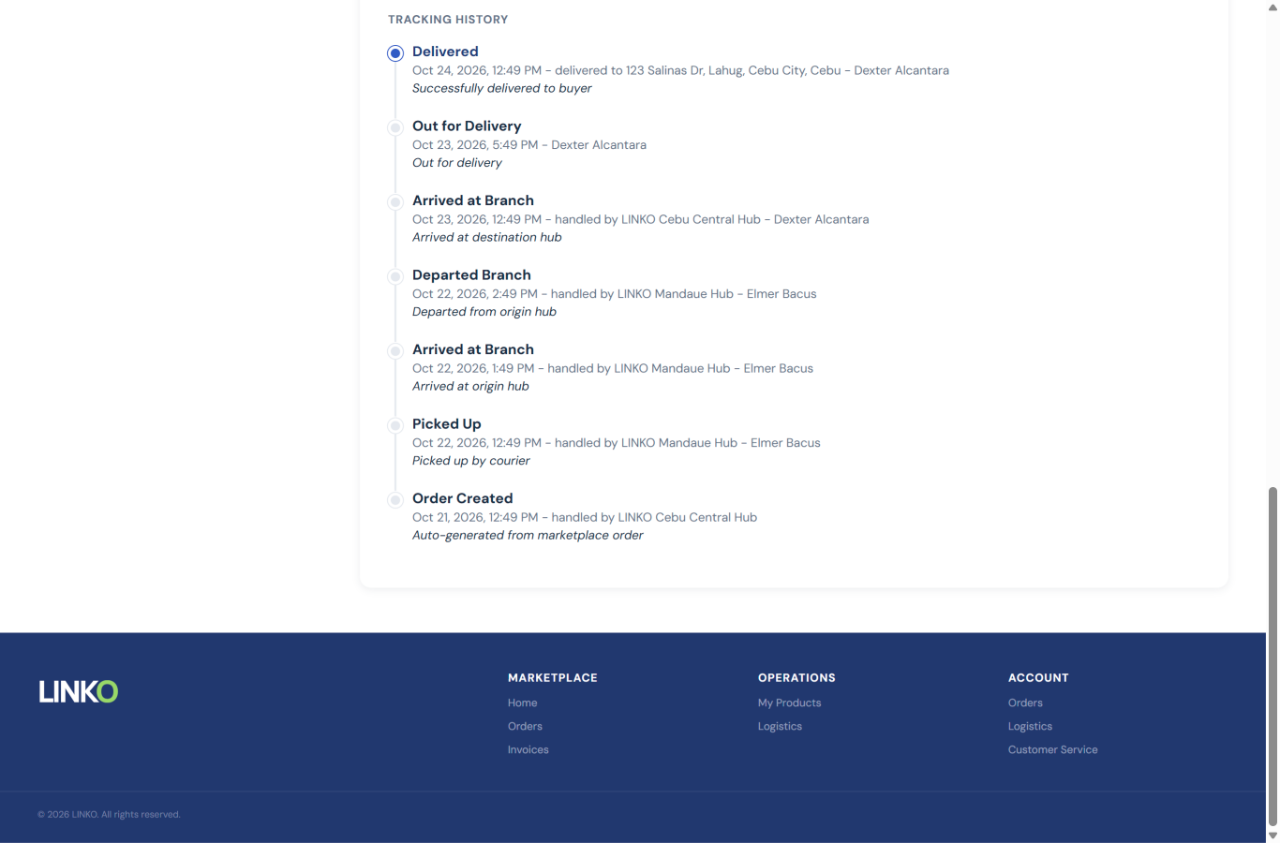 TRACKING HISTORY
Delivered
Oct 24, 2026, 12:49 PM - delivered to 123 Salinas Dr, Lahug, Cebu City, Cebu - Dexter Alcantara
Successfully delivered to buyer
Out for Delivery
Oct 23, 2026, 5:49 PM - Dexter Alcantara
Out for delivery
Arrived at Branch
Oct 23, 2026, 12:49 PM - handled by LINKO Cebu Central Hub - Dexter Alcantara
Arrived at destination hub
Departed Branch
Oct 22, 2026, 2:49 PM - handled by LINKO Mandaue Hub - Elmer Bacus
Departed from origin hub
Arrived at Branch
Oct 22, 2026, 1:49 PM - handled by LINKO Mandaue Hub - Elmer Bacus
Arrived at origin hub
Picked Up
Oct 22, 2026, 12:49 PM - handled by LINKO Mandaue Hub - Elmer Bacus
Picked up by courier
Order Created
Oct 21, 2026, 12:49 PM - handled by LINKO Cebu Central Hub
Auto-generated from marketplace order
LINKO
MARKETPLACE
Home
Orders
Invoices
OPERATIONS
My Products
Logistics
ACCOUNT
Orders
Logistics
Customer Service
© 2026 LINKO. All rights reserved.